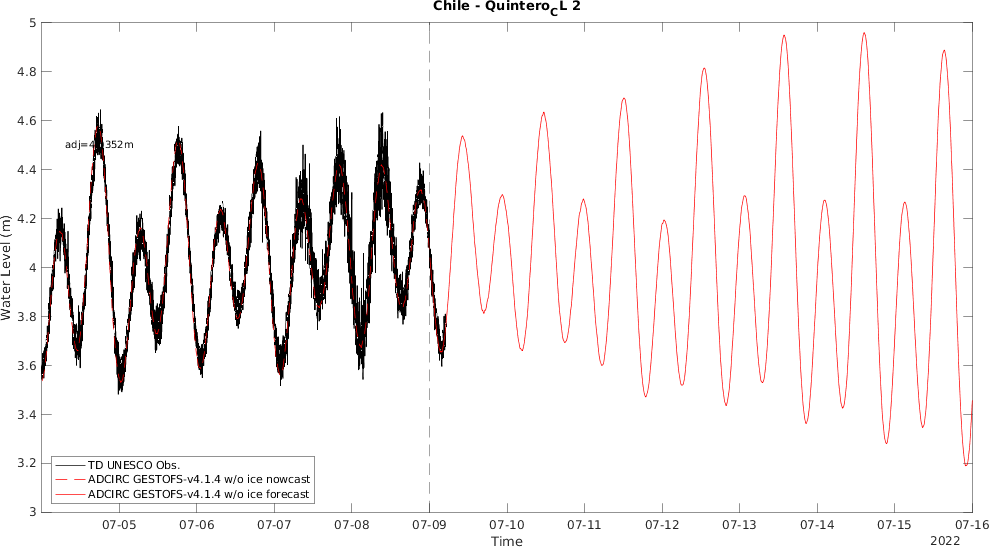 Chile - Quintero_CL 2
Water Level (m)
5
4.8
4.6
4.4
4.2
4
3.8
3.6
3.4
3.2
3
TD UNESCO Obs.
ADCIRC GESTOFS-v4.1.4 w/o ice nowcast
ADCIRC GESTOFS-v4.1.4 w/o ice forecast
07-05 07-06 07-07 07-08 07-09 07-10 07-11 07-12 07-13 07-14 07-15 07-16
Time
2022